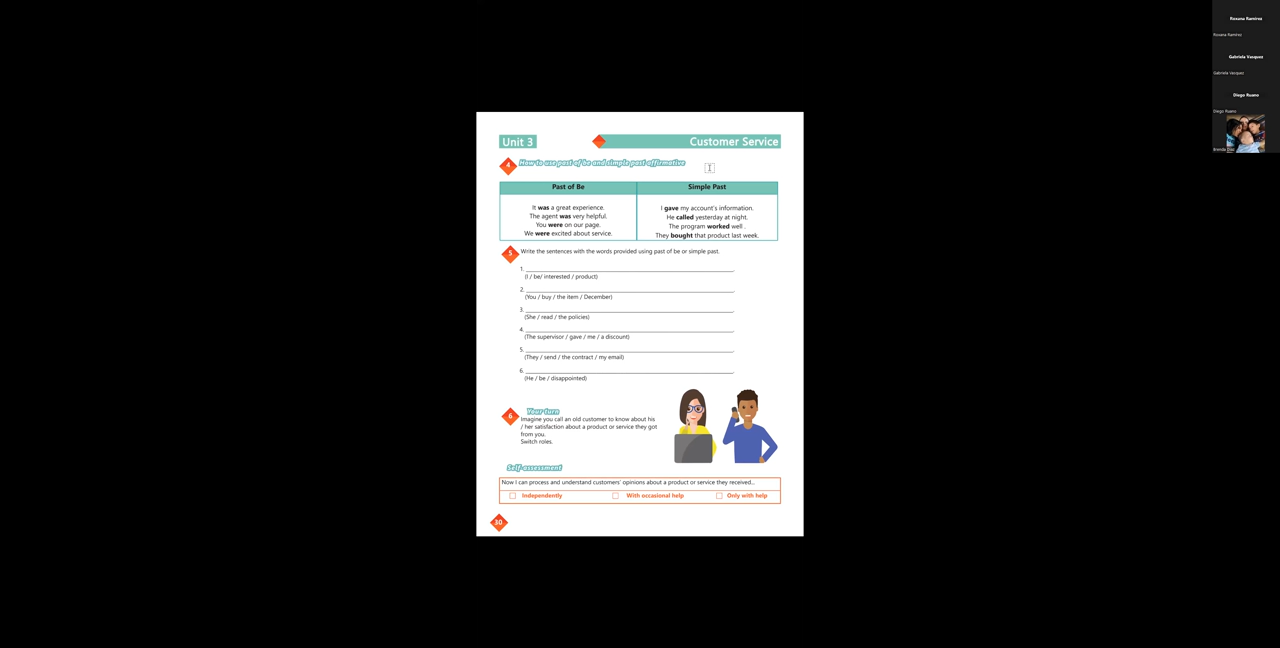 Roxana Ramirez
Roxana Ramirez
Gabriela Vasquez
Gabriela Vasquez
Diego Ruano
Diego Ruano
Brenda Diaz
Unit 3
Customer Service
4
How to use past of be and simple past affirmative
Past of Be
Simple Past
It was a great experience.
The agent was very helpful.
You were on our page.
We were excited about service.
I gave my account's information.
He called yesterday at night.
The program worked well .
They bought that product last week.
5
Write the sentences with the words provided using past of be or simple past.
1.
(I / be/ interested / product)
2.
(You / buy / the item / December)
3.
(She / read / the policies)
4.
(The supervisor / gave / me / a discount)
5.
(They / send / the contract / my email)
6.
(He / be / disappointed)
6
Your turn
Imagine you call an old customer to know about his
/ her satisfaction about a product or service they got
from you.
Switch roles.
Self-assessment
Now I can process and understand customers' opinions about a product or service they received...
Independently
With occasional help
Only with help
30